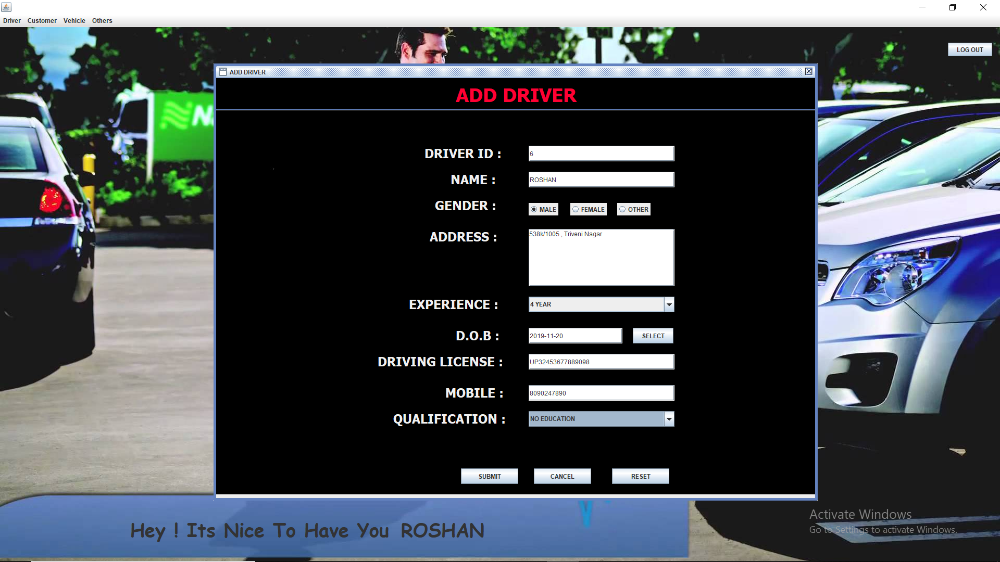 Driver Customer Vehicle Others
LOG OUT
ADD DRIVER
ADD DRIVER
DRIVER ID : 6
NAME : ROSHAN
GENDER : MALE FEMALE OTHER
ADDRESS : 538k/1005 , Triveni Nagar
EXPERIENCE : 4 YEAR
D.O.B : 2019-11-20 SELECT
DRIVING LICENSE : UP32453677889098
MOBILE : 8090247890
QUALIFICATION : NO EDUCATION
SUBMIT CANCEL RESET
Activate Windows
Go to Settings to activate Windows.
Hey ! Its Nice To Have You ROSHAN